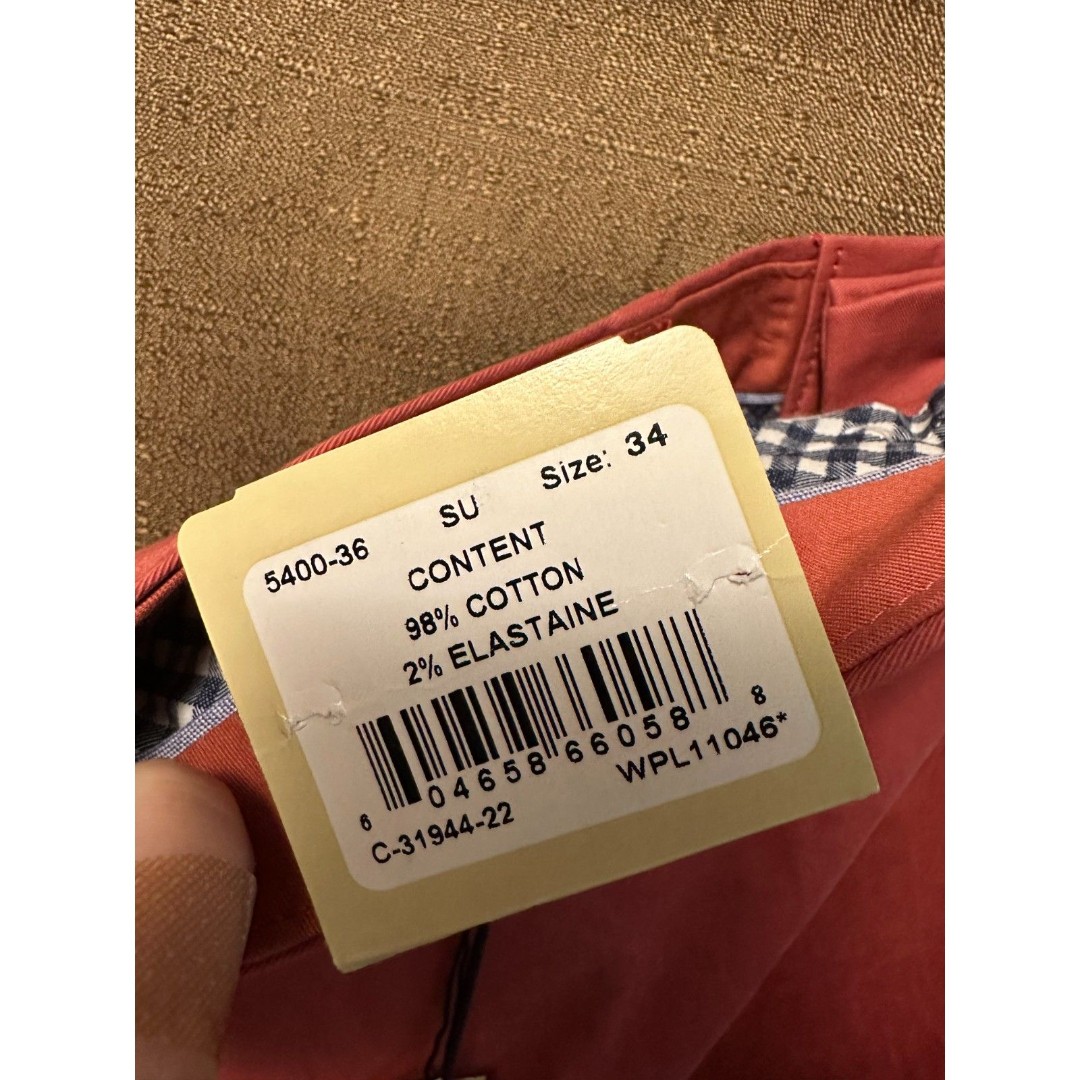 5400-36 SU Size: 34
CONTENT
98% COTTON
2% ELASTAINE
6 04658 66058 8
C-31944-22 WPL11046*